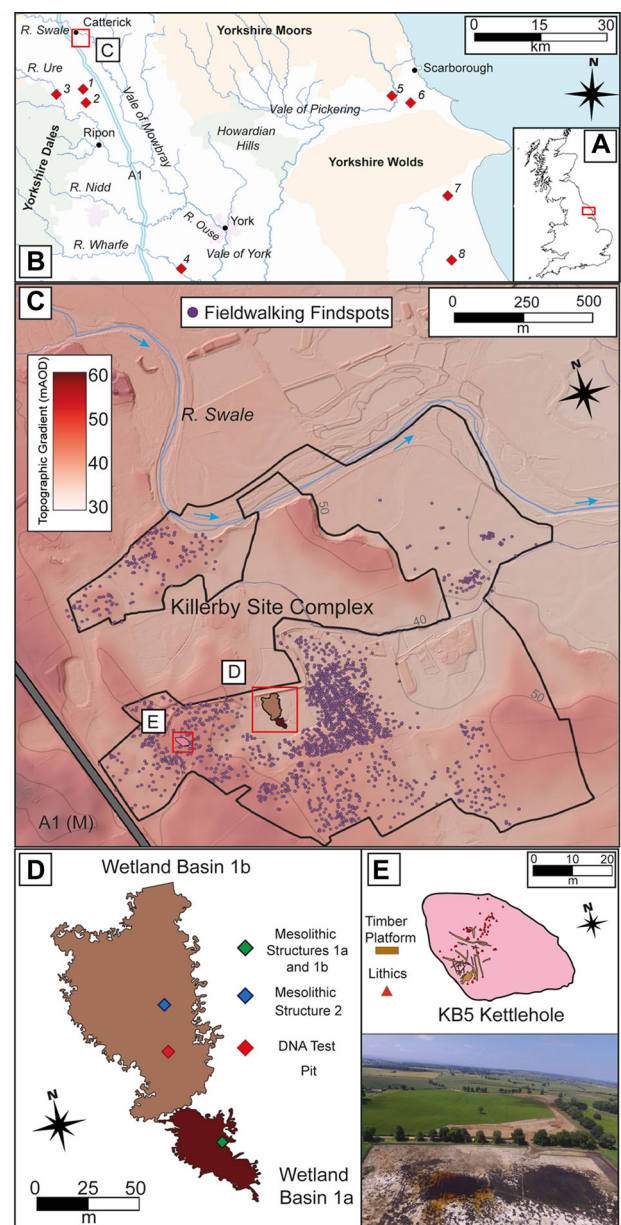 R. Swale
Catterick
C
Yorkshire Moors
0 15 30
km
R. Ure
3
1
2
Vale of Mowbray
Scarborough
5
6
Vale of Pickering
N
Yorkshire Dales
Ripon
Howardian
Hills
Yorkshire Wolds
A
A1
R. Nidd
R. Ouse
York
7
R. Wharfe
4
Vale of York
8
B
C
Fieldwalking Findspots
0 250 500
m
Topographic Gradient (mAOD)
60
50
40
30
R. Swale
N
50
Killerby Site Complex
40
D
50
E
A1 (M)
D
Wetland Basin 1b
Mesolithic
Structures 1a
and 1b
Mesolithic
Structure 2
DNA Test
Pit
N
Wetland
Basin 1a
0 25 50
m
E
0 10 20
m
Timber
Platform
Lithics
N
KB5 Kettlehole